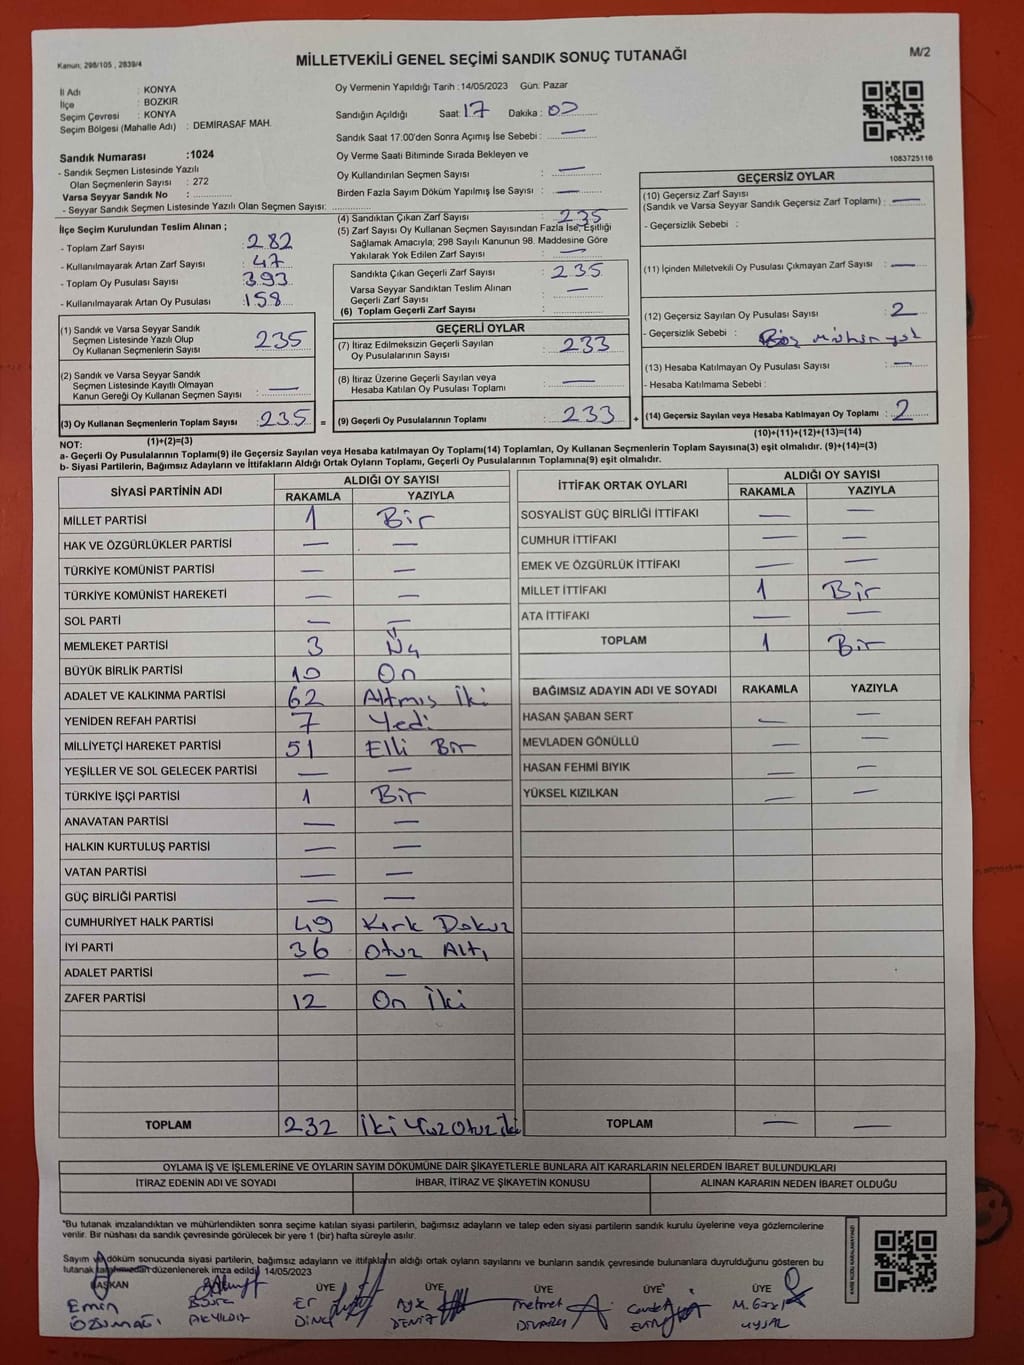 Kanun; 298/105 , 2839/4
MİLLETVEKİLİ GENEL SEÇİMİ SANDIK SONUÇ TUTANAĞI
M/2
İl Adı : KONYA
İlçe : BOZKIR
Seçim Çevresi : KONYA
Seçim Bölgesi (Mahalle Adı) : DEMİRASAF MAH.
Sandık Numarası :1024
- Sandık Seçmen Listesinde Yazılı
Olan Seçmenlerin Sayısı : 272
Varsa Seyyar Sandık No :
- Seyyar Sandık Seçmen Listesinde Yazılı Olan Seçmen Sayısı:
Oy Vermenin Yapıldığı Tarih : 14/05/2023 Gün: Pazar
Sandığın Açıldığı Saat: 17 Dakika : 00
Sandık Saat 17:00'den Sonra Açımış İse Sebebi : —
Oy Verme Saati Bitiminde Sırada Bekleyen ve
Oy Kullandırılan Seçmen Sayısı : —
Birden Fazla Sayım Döküm Yapılmış İse Sayısı : —
1083725116
İlçe Seçim Kurulundan Teslim Alınan ;
- Toplam Zarf Sayısı : 282
- Kullanılmayarak Artan Zarf Sayısı : 47
- Toplam Oy Pusulası Sayısı : 393
- Kullanılmayarak Artan Oy Pusulası : 158
(1) Sandık ve Varsa Seyyar Sandık
Seçmen Listesinde Yazılı Olup
Oy Kullanan Seçmenlerin Sayısı : 235
(2) Sandık ve Varsa Seyyar Sandık
Seçmen Listesinde Kayıtlı Olmayan
Kanun Gereği Oy Kullanan Seçmen Sayısı : —
(3) Oy Kullanan Seçmenlerin Toplam Sayısı : 235 =
(1)+(2)=(3)
(4) Sandıktan Çıkan Zarf Sayısı : 235
(5) Zarf Sayısı Oy Kullanan Seçmen Sayısından Fazla İse, Eşitliği
Sağlamak Amacıyla, 298 Sayılı Kanunun 98. Maddesine Göre
Yakılarak Yok Edilen Zarf Sayısı : —
Sandıkta Çıkan Geçerli Zarf Sayısı : 235
Varsa Seyyar Sandıktan Teslim Alınan
Geçerli Zarf Sayısı : —
(6) Toplam Geçerli Zarf Sayısı :
GEÇERLİ OYLAR
(7) İtiraz Edilmeksizin Geçerli Sayılan
Oy Pusulalarının Sayısı : 233
(8) İtiraz Üzerine Geçerli Sayılan veya
Hesaba Katılan Oy Pusulası Toplamı : —
(9) Geçerli Oy Pusulalarının Toplamı : 233 +
GEÇERSİZ OYLAR
(10) Geçersiz Zarf Sayısı
(Sandık ve Varsa Seyyar Sandık Geçersiz Zarf Toplamı) : —
- Geçersizlik Sebebi :
(11) İçinden Milletvekili Oy Pusulası Çıkmayan Zarf Sayısı : —
(12) Geçersiz Sayılan Oy Pusulası Sayısı : 2
- Geçersizlik Sebebi : Boş
(13) Hesaba Katılmayan Oy Pusulası Sayısı : —
- Hesaba Katılmama Sebebi :
(14) Geçersiz Sayılan veya Hesaba Katılmayan Oy Toplamı : 2
(10)+(11)+(12)+(13)=(14)
NOT:
a- Geçerli Oy Pusulalarının Toplamı(9) ile Geçersiz Sayılan veya Hesaba katılmayan Oy Toplamı(14) Toplamları, Oy Kullanan Seçmenlerin Toplam Sayısına(3) eşit olmalıdır. (9)+(14)=(3)
b- Siyasi Partilerin, Bağımsız Adayların ve İttifakların Aldığı Ortak Oyların Toplamı, Geçerli Oy Pusulalarının Toplamına(9) eşit olmalıdır.
SİYASİ PARTİNİN ADI ALDIĞI OY SAYISI
RAKAMLA YAZIYLA
MİLLET PARTİSİ 1 Bir
HAK VE ÖZGÜRLÜKLER PARTİSİ — —
TÜRKİYE KOMÜNİST PARTİSİ — —
TÜRKİYE KOMÜNİST HAREKETİ — —
SOL PARTİ — —
MEMLEKET PARTİSİ 3 Üç
BÜYÜK BİRLİK PARTİSİ 10 On
ADALET VE KALKINMA PARTİSİ 62 Altmış İki
YENİDEN REFAH PARTİSİ 7 Yedi
MİLLİYETÇİ HAREKET PARTİSİ 51 Elli Bir
YEŞİLLER VE SOL GELECEK PARTİSİ — —
TÜRKİYE İŞÇİ PARTİSİ 1 Bir
ANAVATAN PARTİSİ — —
HALKIN KURTULUŞ PARTİSİ — —
VATAN PARTİSİ — —
GÜÇ BİRLİĞİ PARTİSİ — —
CUMHURİYET HALK PARTİSİ 49 Kırk Dokuz
İYİ PARTİ 36 Otuz Altı
ADALET PARTİSİ — —
ZAFER PARTİSİ 12 On İki
TOPLAM 232 İki Yüz Otuz İki
İTTİFAK ORTAK OYLARI ALDIĞI OY SAYISI
RAKAMLA YAZIYLA
SOSYALİST GÜÇ BİRLİĞİ İTTİFAKI — —
CUMHUR İTTİFAKI — —
EMEK VE ÖZGÜRLÜK İTTİFAKI — —
MİLLET İTTİFAKI 1 Bir
ATA İTTİFAKI — —
TOPLAM 1 Bir
BAĞIMSIZ ADAYIN ADI VE SOYADI RAKAMLA YAZIYLA
HASAN ŞABAN SERT — —
MEVLADEN GÖNÜLLÜ — —
HASAN FEHMİ BIYIK — —
YÜKSEL KIZILKAN — —
TOPLAM — —
OYLAMA İŞ VE İŞLEMLERİNE VE OYLARIN SAYIM DÖKÜMÜNE DAİR ŞİKAYETLERLE BUNLARA AİT KARARLARIN NELERDEN İBARET BULUNDUKLARI
İTİRAZ EDENİN ADI VE SOYADI İHBAR, İTİRAZ VE ŞİKAYETİN KONUSU ALINAN KARARIN NEDEN İBARET OLDUĞU
"Bu tutanak imzalandıktan ve mühürlendikten sonra seçime katılan siyasi partilerin, bağımsız adayların ve talep eden siyasi partilerin sandık kurulu üyelerine veya gözlemcilerine
verilir. Bir nüshası da sandık çevresinde görülecek bir yere 1 (bir) hafta süreyle asılır.
Sayım ve döküm sonucunda siyasi partilerin, bağımsız adayların ve ittifakların aldığı ortak oyların sayılarını ve bunların sandık çevresinde bulunanlara duyrulduğunu gösteren bu
tutanak tarafımızdan düzenlenerek imza edildi. 14/05/2023
BAŞKAN ÜYE ÜYE ÜYE ÜYE ÜYE
Emin Büşra Er Mehmet
AKYILDIZ Dinç DENİZ UYSAL
KARE KODU KARALAMAYINIZ!